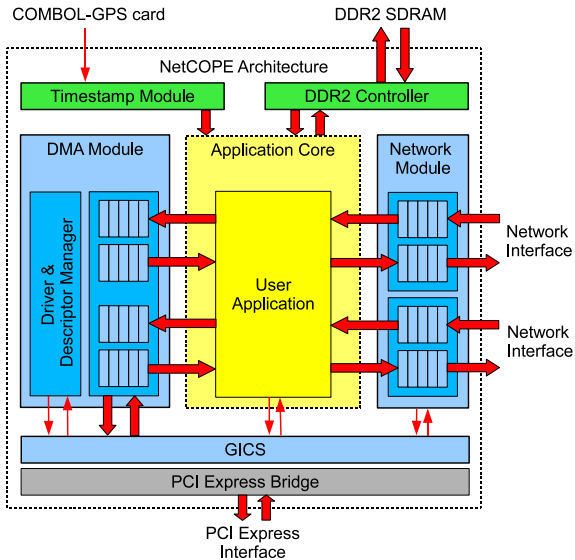 COMBOL-GPS card
DDR2 SDRAM
NetCOPE Architecture
Timestamp Module
DDR2 Controller
DMA Module
Application Core
Network
Module
Driver &
Descriptor Manager
User
Application
Network
Interface
Network
Interface
GICS
PCI Express Bridge
PCI Express
Interface